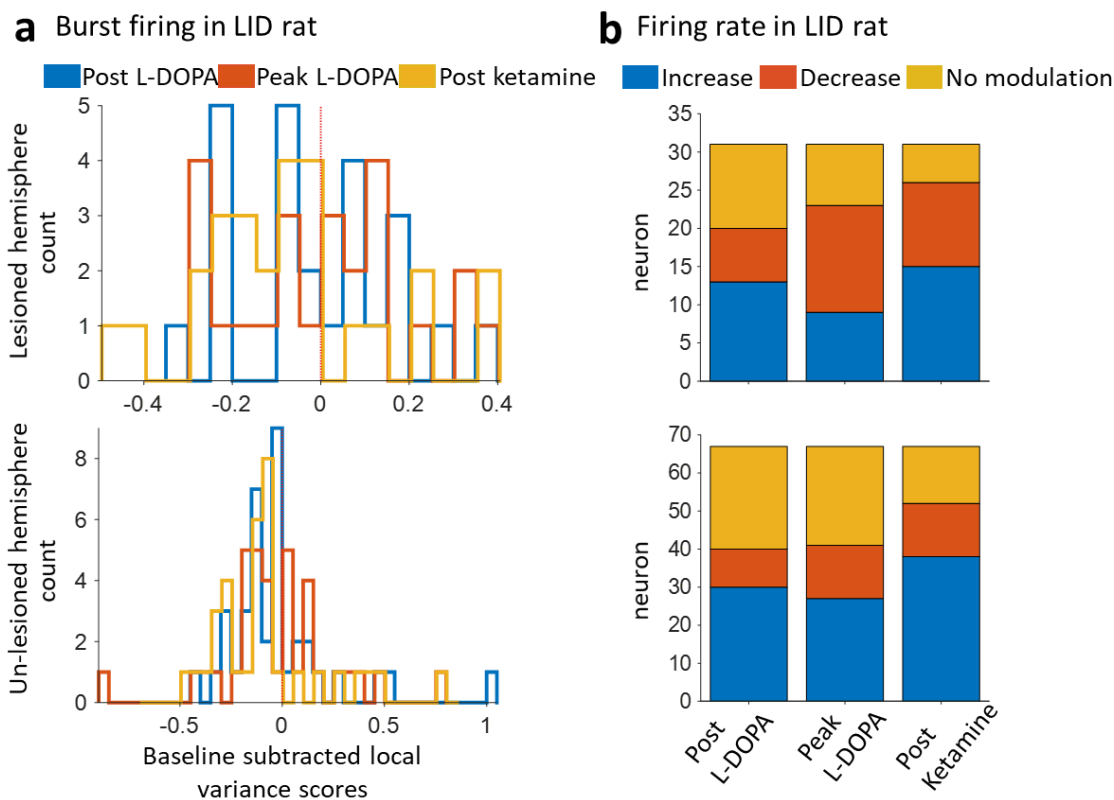 a Burst firing in LID rat
Post L-DOPA Peak L-DOPA Post ketamine
Lesioned hemisphere
count
5
4
3
2
1
0
-0.4 -0.2 0 0.2 0.4
Un-lesioned hemisphere
count
8
6
4
2
0
-0.5 0 0.5 1
Baseline subtracted local
variance scores
b Firing rate in LID rat
Increase Decrease No modulation
neuron
35
30
25
20
15
10
5
0
neuron
70
60
50
40
30
20
10
0
Post
L-DOPA
Peak
L-DOPA
Post
Ketamine